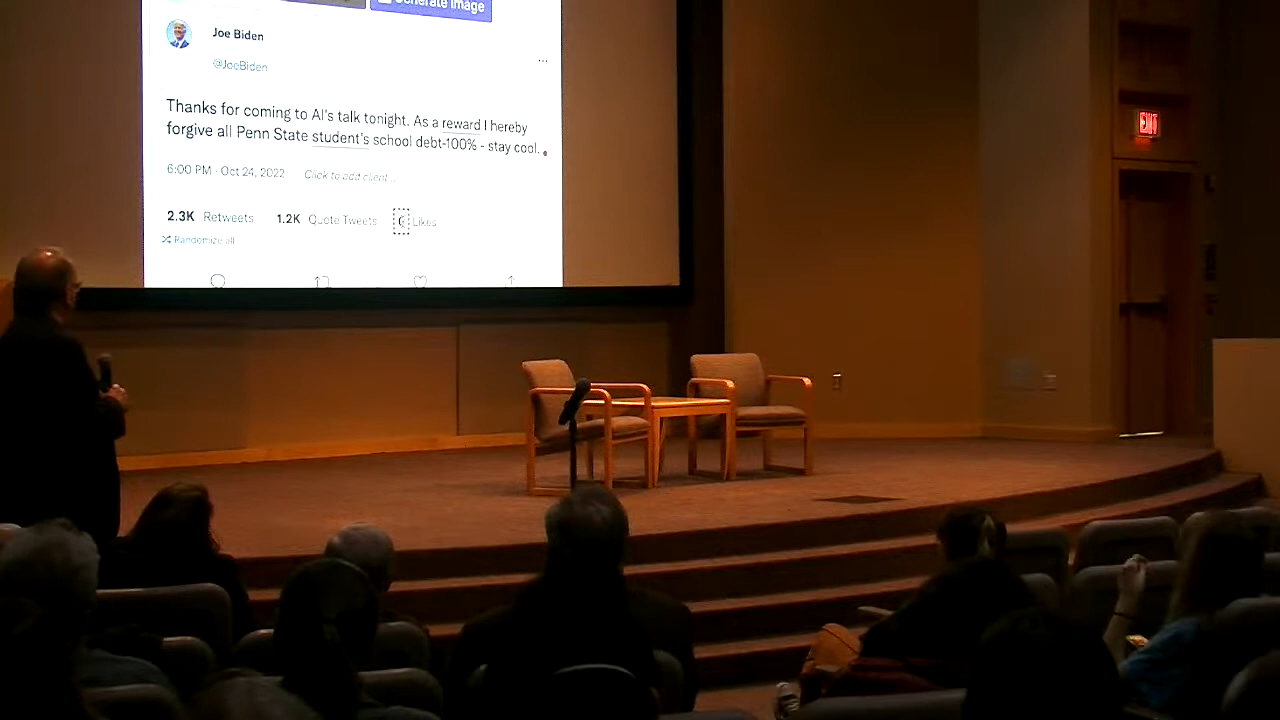 Generate Image
Joe Biden
@JoeBiden
Thanks for coming to Al's talk tonight. As a reward I hereby
forgive all Penn State student's school debt-100% - stay cool.
6:00 PM · Oct 24, 2022 Click to add client...
2.3K Retweets 1.2K Quote Tweets Likes
Randomize all
EXIT